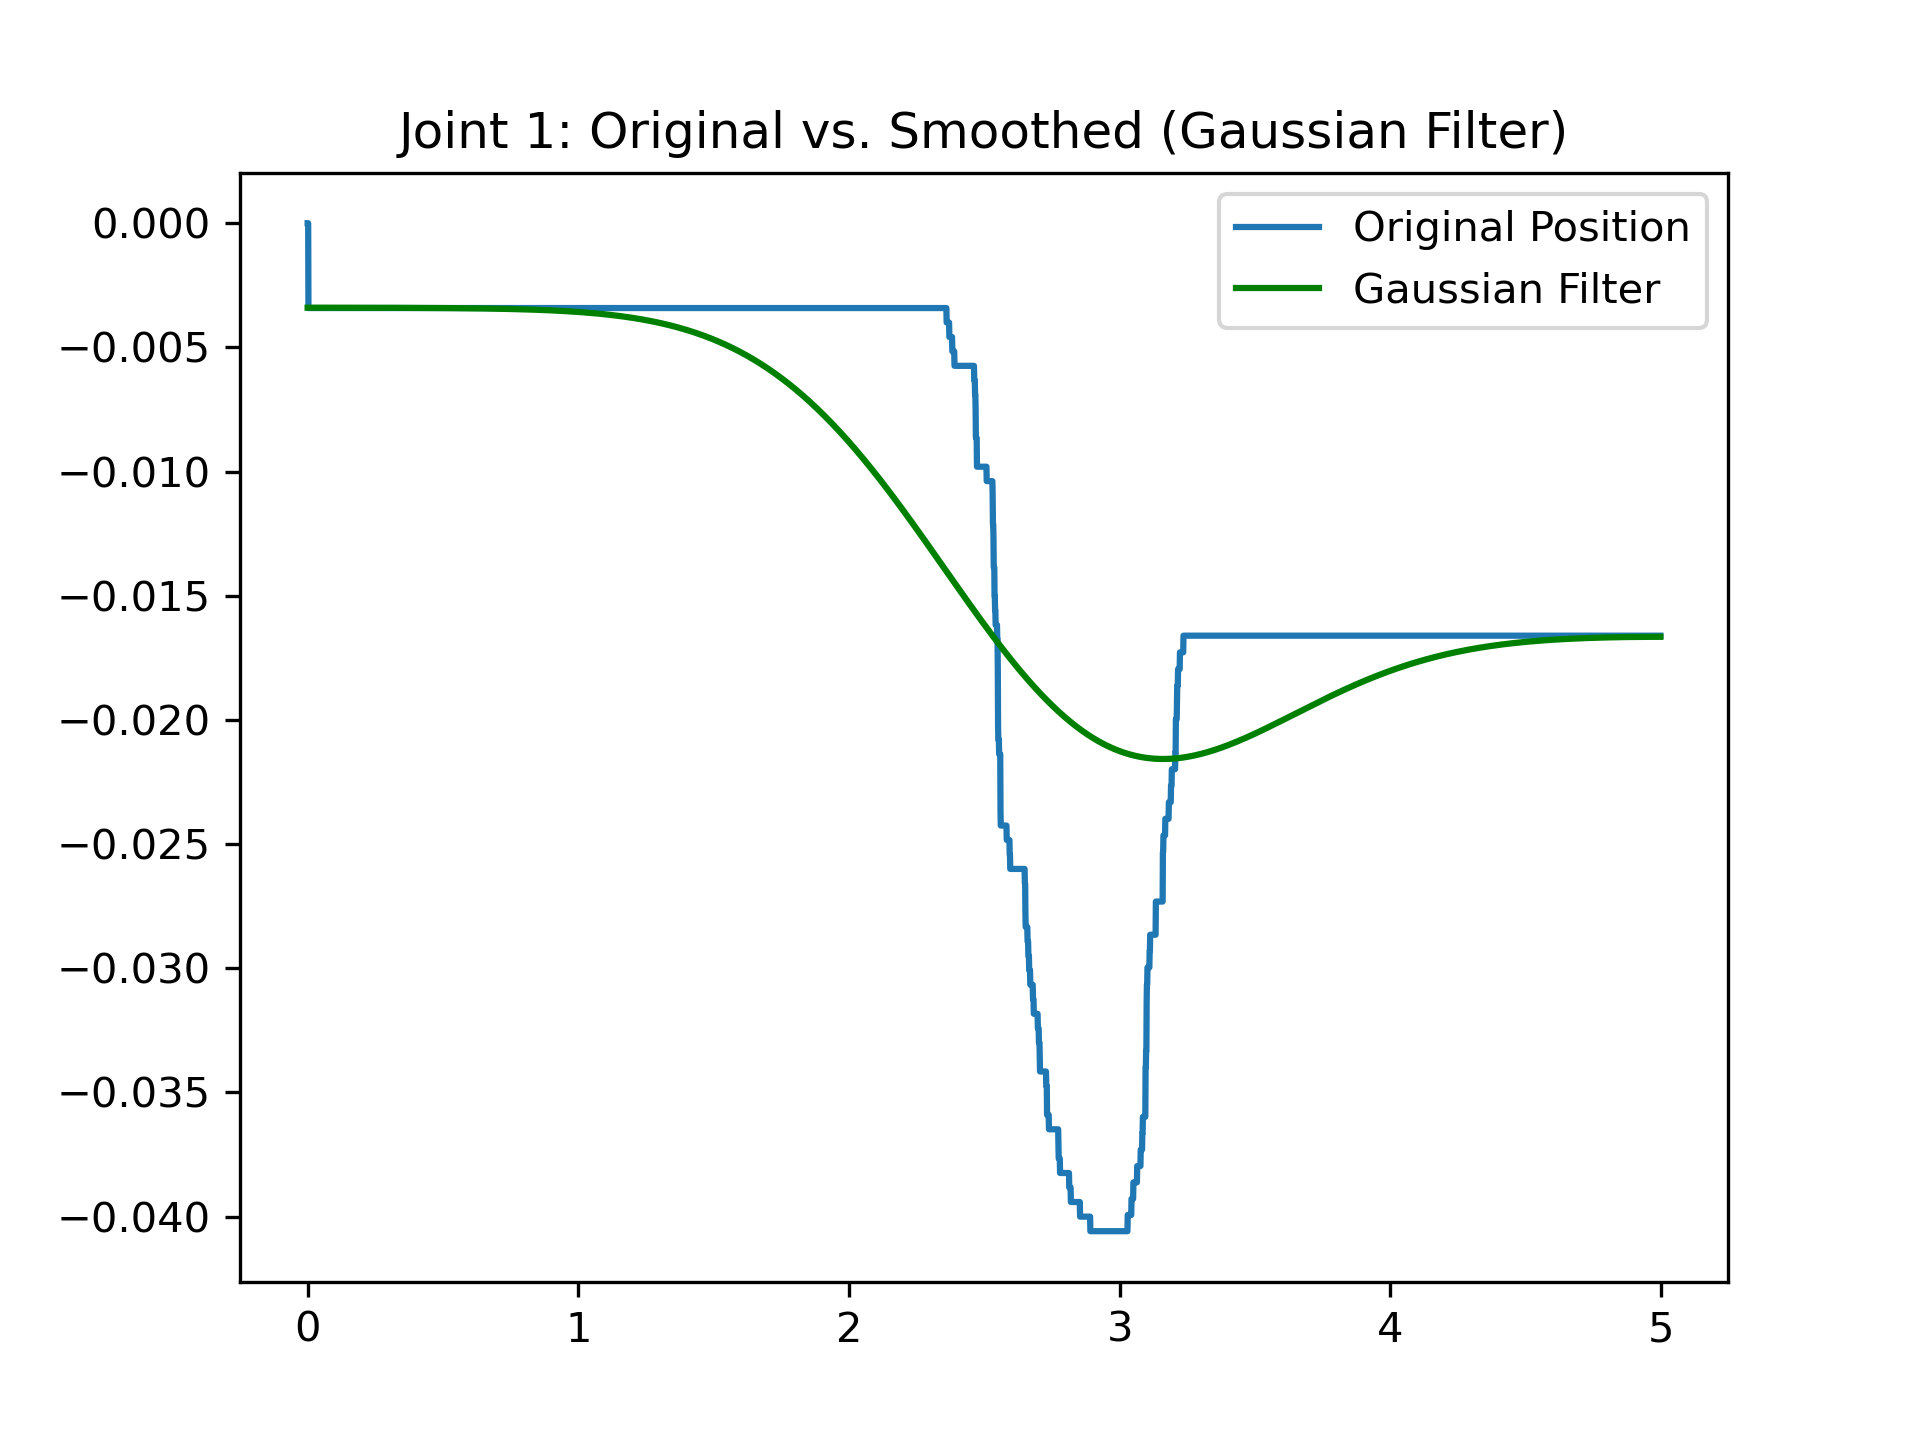 Joint 1: Original vs. Smoothed (Gaussian Filter)
Original Position
Gaussian Filter
0.000
−0.005
−0.010
−0.015
−0.020
−0.025
−0.030
−0.035
−0.040
0 1 2 3 4 5